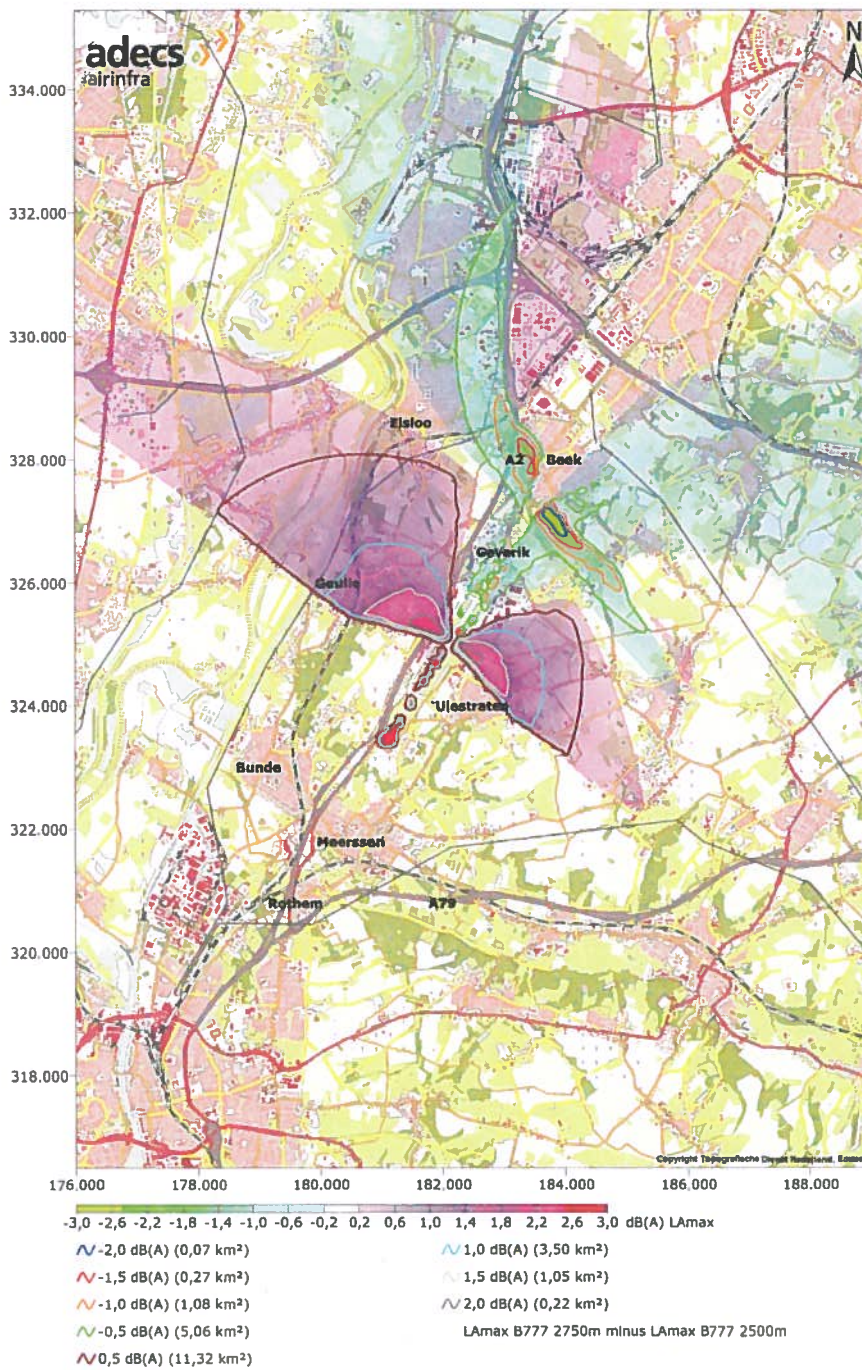 adecs
airinfra
N
334.000
332.000
330.000
Elsloo
328.000
A2 Beek
Geverik
326.000
Geulle
324.000
Ulestraten
Bunde
322.000
Meerssen
Rothem A79
320.000
318.000
176.000 178.000 180.000 182.000 184.000 186.000 188.000
-3,0 -2,6 -2,2 -1,8 -1,4 -1,0 -0,6 -0,2 0,2 0,6 1,0 1,4 1,8 2,2 2,6 3,0 dB(A) LAmax
-2,0 dB(A) (0,07 km²)
-1,5 dB(A) (0,27 km²)
-1,0 dB(A) (1,08 km²)
-0,5 dB(A) (5,06 km²)
0,5 dB(A) (11,32 km²)
1,0 dB(A) (3,50 km²)
1,5 dB(A) (1,05 km²)
2,0 dB(A) (0,22 km²)
LAmax B777 2750m minus LAmax B777 2500m
Copyright Topografische Dienst